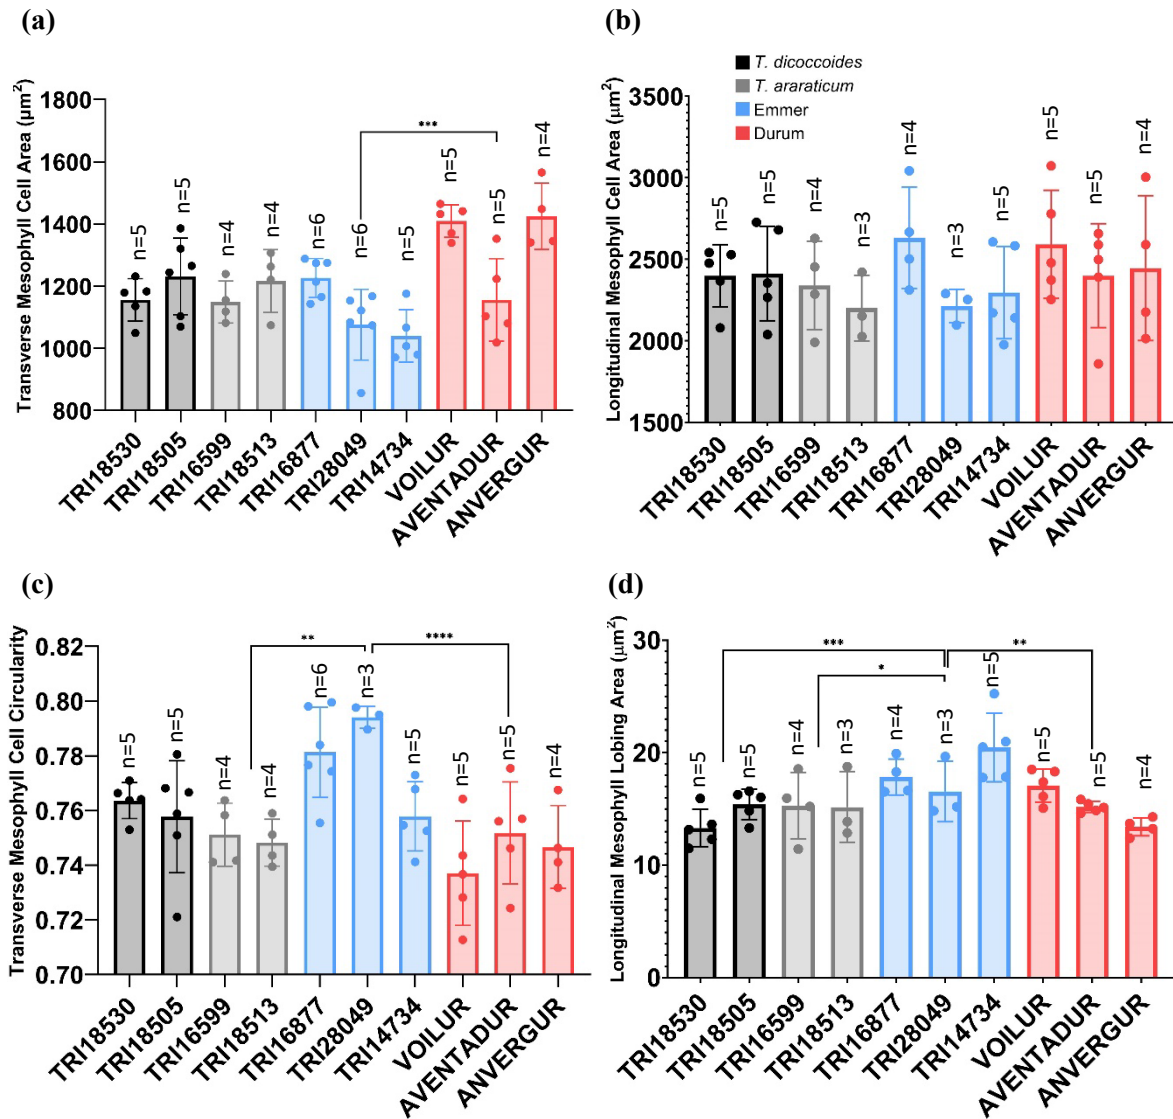 (a)
Transverse Mesophyll Cell Area (μm²)
1800
1600
1400
1200
1000
800
n=5
n=5
n=4
n=4
n=6
n=6
n=5
n=5
n=5
n=4
***
TRI18530
TRI18505
TRI16599
TRI18513
TRI16877
TRI28049
TRI14734
VOILUR
AVENTADUR
ANVERGUR
(b)
T. dicoccoides
T. araraticum
Emmer
Durum
Longitudinal Mesophyll Cell Area (μm²)
3500
3000
2500
2000
1500
n=5
n=5
n=4
n=3
n=4
n=3
n=5
n=5
n=5
n=4
TRI18530
TRI18505
TRI16599
TRI18513
TRI16877
TRI28049
TRI14734
VOILUR
AVENTADUR
ANVERGUR
(c)
Transverse Mesophyll Cell Circularity
0.82
0.80
0.78
0.76
0.74
0.72
0.70
**
****
n=5
n=5
n=4
n=4
n=6
n=3
n=5
n=5
n=5
n=4
TRI18530
TRI18505
TRI16599
TRI18513
TRI16877
TRI28049
TRI14734
VOILUR
AVENTADUR
ANVERGUR
(d)
Longitudinal Mesophyll Lobing Area (μm²)
30
20
10
0
***
*
**
n=5
n=5
n=4
n=3
n=4
n=3
n=5
n=5
n=5
n=4
TRI18530
TRI18505
TRI16599
TRI18513
TRI16877
TRI28049
TRI14734
VOILUR
AVENTADUR
ANVERGUR